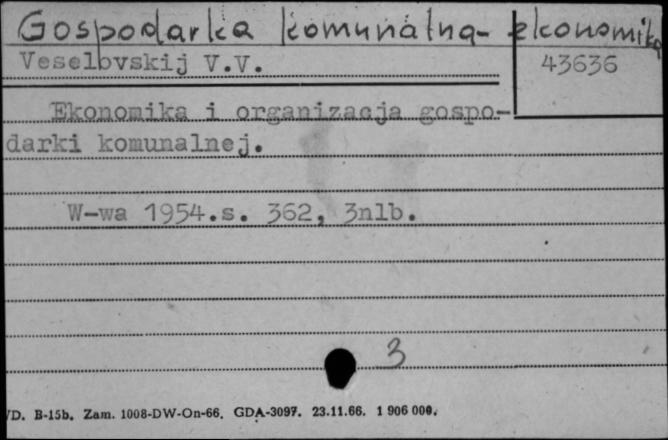 Gospodarka komunalna - ekonomika
Veselovskij V.V.
43636
Ekonomika i organizacja gospo-
darki komunalnej.
W-wa 1954.s. 362, 3nlb.
3
/D. B-15b. Zam. 1008-DW-On-66. GDA-3097. 23.11.66. 1 906 000.